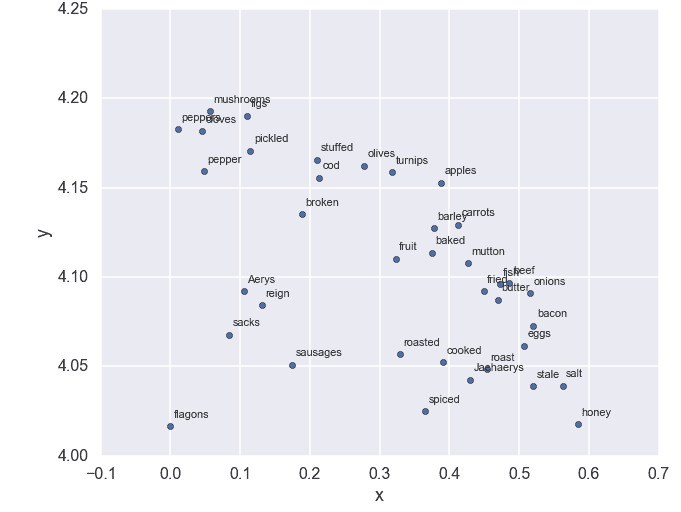 4.25
4.20
4.15
4.10
4.05
4.00
y
mushrooms
figs
peppers
cloves
pickled
pepper
stuffed
olives
cod
turnips
apples
broken
barley
carrots
fruit
baked
mutton
Aerys
reign
fried
fish
beef
butter
onions
sacks
bacon
eggs
sausages
roasted
cooked
roast
Jaehaerys
stale
salt
spiced
honey
flagons
−0.1 0.0 0.1 0.2 0.3 0.4 0.5 0.6 0.7
x